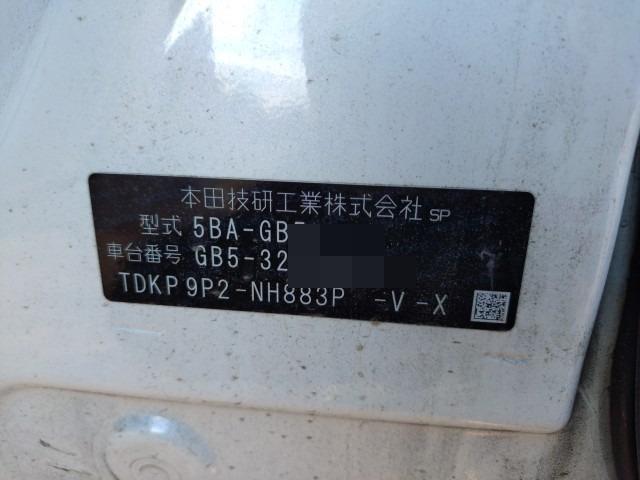 本田技研工業株式会社 SP
型式 5BA-GB5
車台番号 GB5-32
TDKP 9P2-NH883P -V -X